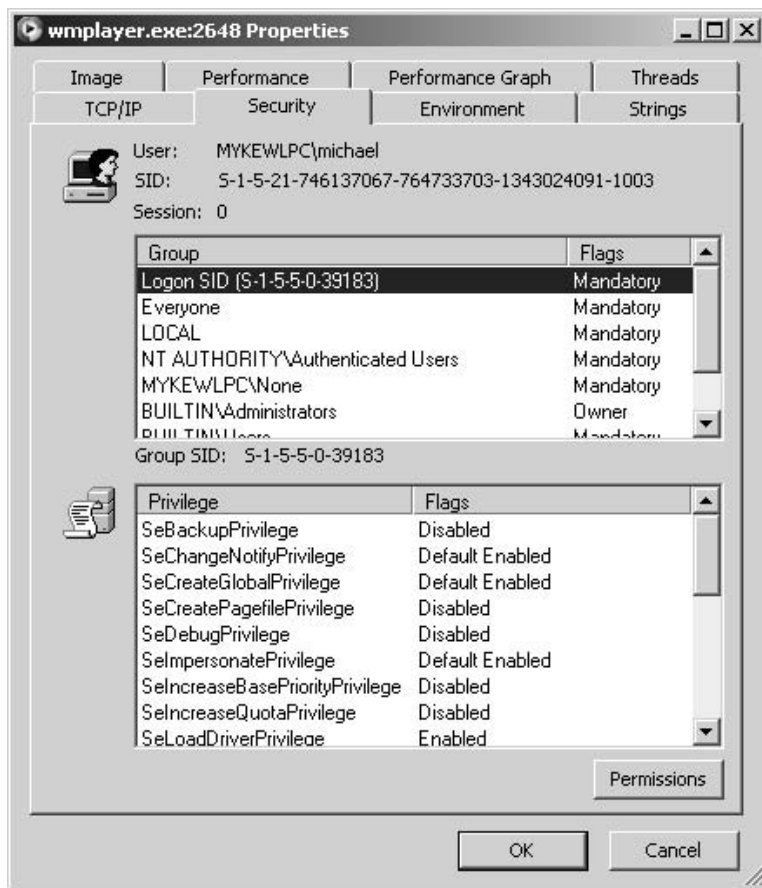 wmplayer.exe:2648 Properties
Image Performance Performance Graph Threads
TCP/IP Security Environment Strings
User: MYKEWLPC\michael
SID: S-1-5-21-746137067-764733703-1343024091-1003
Session: 0
Group Flags
Logon SID (S-1-5-5-0-39183) Mandatory
Everyone Mandatory
LOCAL Mandatory
NT AUTHORITY\Authenticated Users Mandatory
MYKEWLPC\None Mandatory
BUILTIN\Administrators Owner
BUILTIN\Users Mandatory
Group SID: S-1-5-5-0-39183
Privilege Flags
SeBackupPrivilege Disabled
SeChangeNotifyPrivilege Default Enabled
SeCreateGlobalPrivilege Default Enabled
SeCreatePagefilePrivilege Disabled
SeDebugPrivilege Disabled
SeImpersonatePrivilege Default Enabled
SeIncreaseBasePriorityPrivilege Disabled
SeIncreaseQuotaPrivilege Disabled
SeLoadDriverPrivilege Enabled
Permissions
OK Cancel